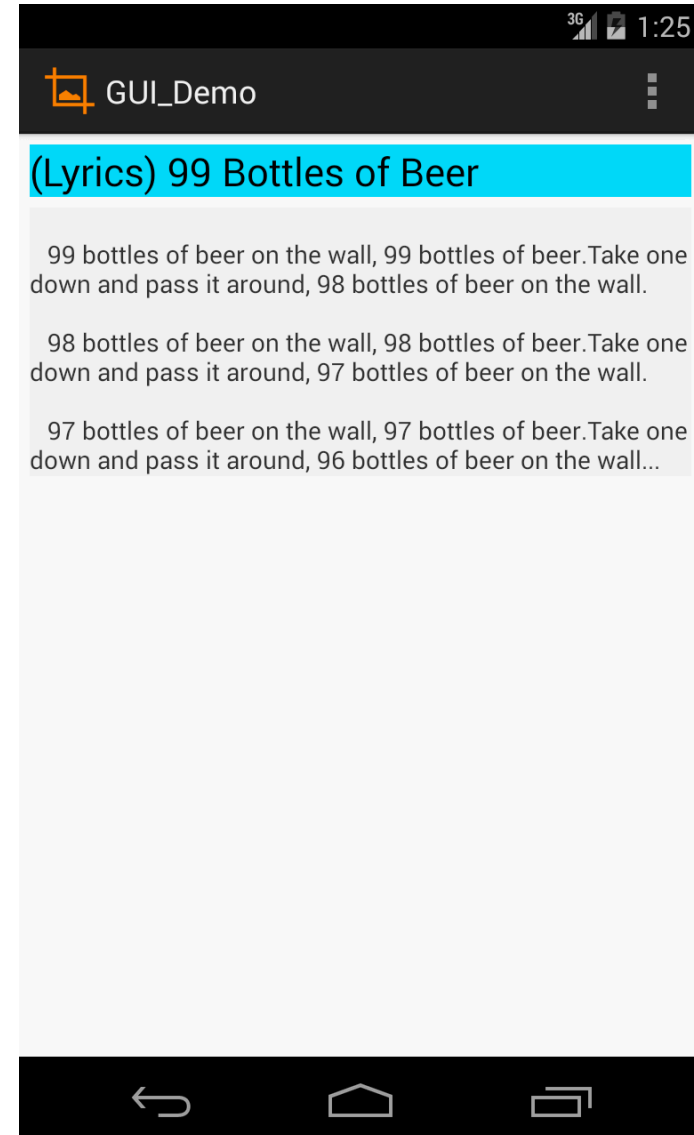 3G 1:25
GUI_Demo
(Lyrics) 99 Bottles of Beer
99 bottles of beer on the wall, 99 bottles of beer.Take one
down and pass it around, 98 bottles of beer on the wall.
98 bottles of beer on the wall, 98 bottles of beer.Take one
down and pass it around, 97 bottles of beer on the wall.
97 bottles of beer on the wall, 97 bottles of beer.Take one
down and pass it around, 96 bottles of beer on the wall...